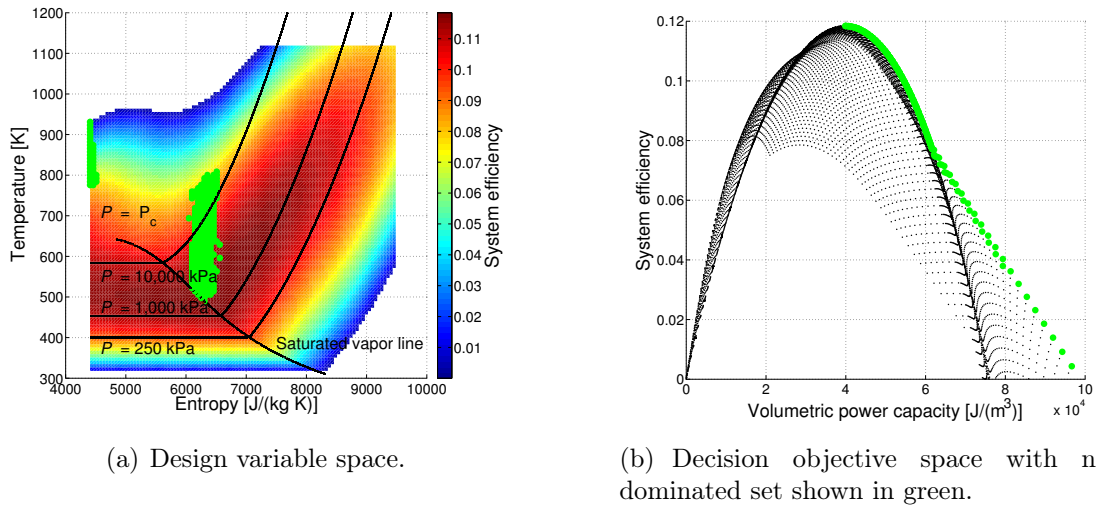 1200
1100
1000
900
800
700
600
500
400
300
Temperature [K]
4000 5000 6000 7000 8000 9000 10000
Entropy [J/(kg K)]
P = Pc
P = 10,000 kPa
P = 1,000 kPa
P = 250 kPa
Saturated vapor line
0.11
0.1
0.09
0.08
0.07
0.06
0.05
0.04
0.03
0.02
0.01
System efficiency
(a) Design variable space.
0.12
0.1
0.08
0.06
0.04
0.02
0
System efficiency
0 2 4 6 8 10
x 10^4
Volumetric power capacity [J/(m^3)]
(b) Decision objective space with n
dominated set shown in green.